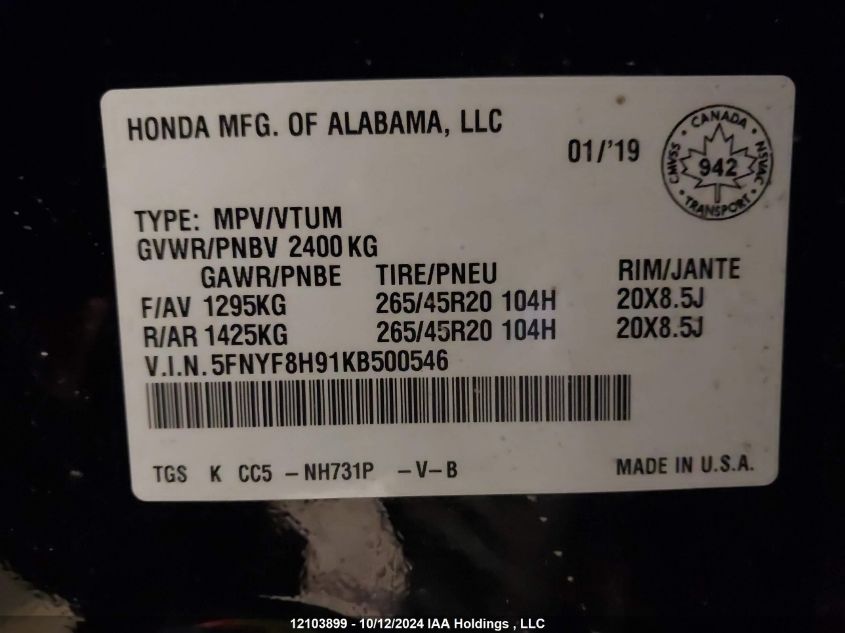 HONDA MFG. OF ALABAMA, LLC
01/'19
CANADA
CMVSS 942 NSVAC
TRANSPORT
TYPE: MPV/VTUM
GVWR/PNBV 2400 KG
GAWR/PNBE TIRE/PNEU RIM/JANTE
F/AV 1295KG 265/45R20 104H 20X8.5J
R/AR 1425KG 265/45R20 104H 20X8.5J
V.I.N. 5FNYF8H91KB500546
TGS K CC5 - NH731P - V - B MADE IN U.S.A.
12103899 - 10/12/2024 IAA Holdings , LLC